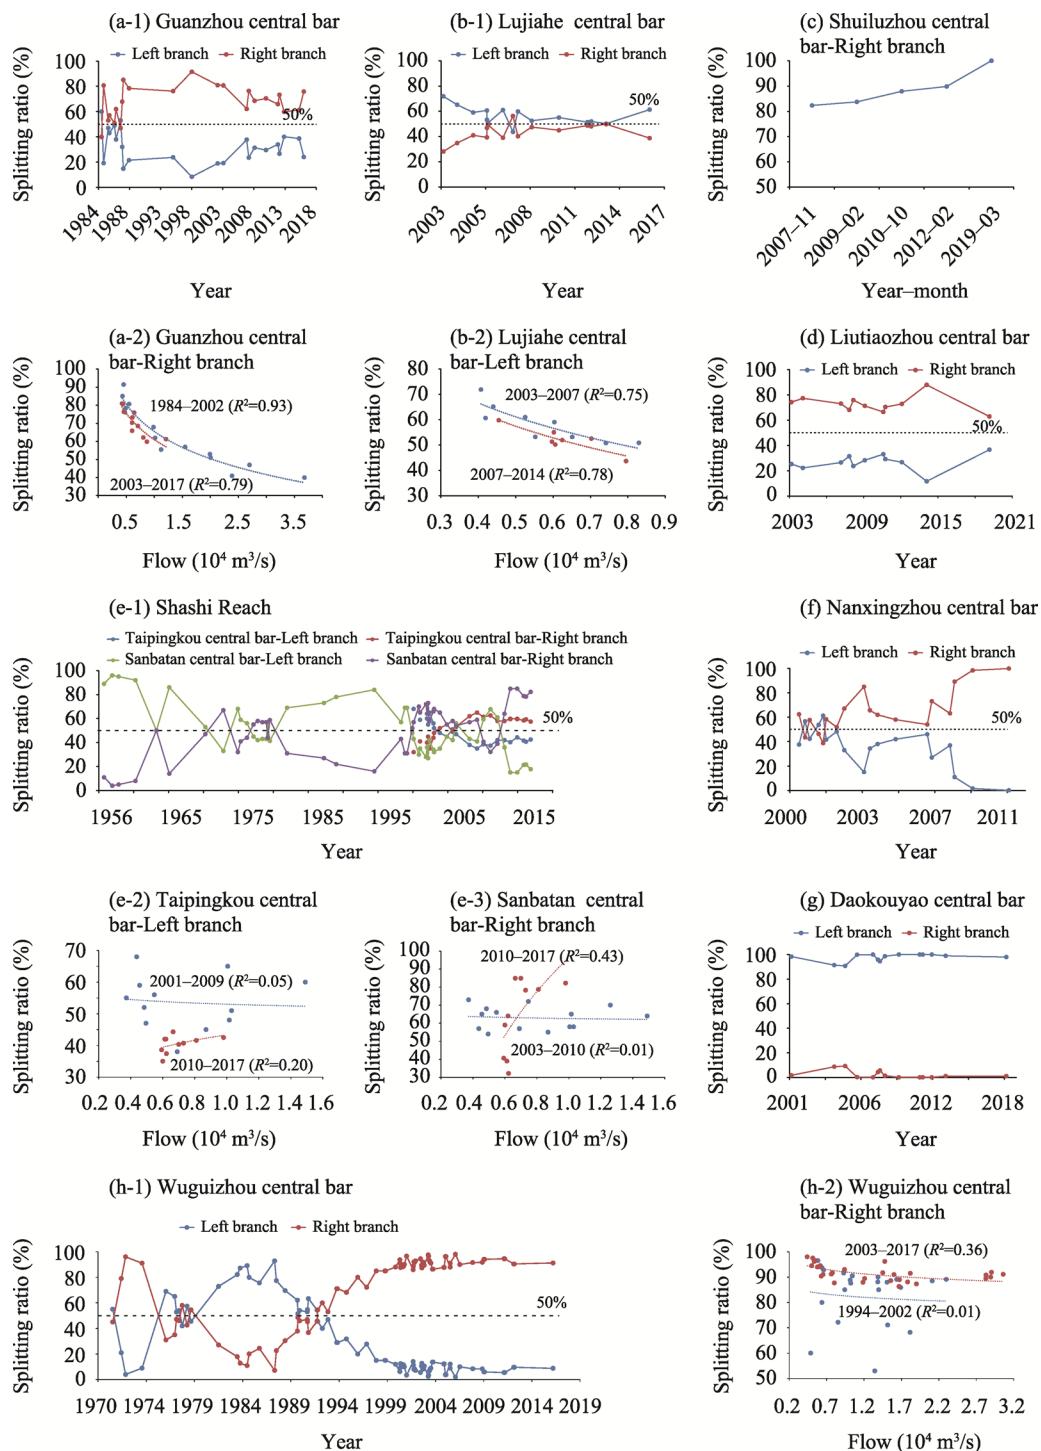 (a-1) Guanzhou central bar
Left branch
Right branch
Splitting ratio (%)
100
80
60
40
20
0
50%
1984
1988
1993
1998
2003
2008
2013
2018
Year
(b-1) Lujiahe central bar
Left branch
Right branch
Splitting ratio (%)
100
80
60
40
20
0
50%
2003
2005
2006
2008
2011
2014
2017
Year
(c) Shuiluzhou central
bar-Right branch
Splitting ratio (%)
100
90
80
70
60
50
2007–11
2009–02
2010–10
2012–02
2019–03
Year–month
(a-2) Guanzhou central
bar-Right branch
Splitting ratio (%)
100
90
80
70
60
50
40
30
1984–2002 (R²=0.93)
2003–2017 (R²=0.79)
0.5
1.0
1.5
2.0
2.5
3.0
3.5
Flow (10⁴ m³/s)
(b-2) Lujiahe central
bar-Left branch
Splitting ratio (%)
80
70
60
50
40
30
2003–2007 (R²=0.75)
2007–2014 (R²=0.78)
0.3
0.4
0.5
0.6
0.7
0.8
0.9
Flow (10⁴ m³/s)
(d) Liutiaozhou central bar
Left branch
Right branch
Splitting ratio (%)
100
80
60
40
20
0
50%
2003
2009
2015
2021
Year
(e-1) Shashi Reach
Taipingkou central bar-Left branch
Taipingkou central bar-Right branch
Sanbatan central bar-Left branch
Sanbatan central bar-Right branch
Splitting ratio (%)
100
80
60
40
20
0
50%
1956
1965
1975
1985
1995
2005
2015
Year
(f) Nanxingzhou central bar
Left branch
Right branch
Splitting ratio (%)
100
80
60
40
20
0
50%
2000
2003
2007
2011
Year
(e-2) Taipingkou central
bar-Left branch
Splitting ratio (%)
70
60
50
40
30
2001–2009 (R²=0.05)
2010–2017 (R²=0.20)
0.2
0.4
0.6
0.8
1.0
1.2
1.4
1.6
Flow (10⁴ m³/s)
(e-3) Sanbatan central
bar-Right branch
Splitting ratio (%)
100
90
80
70
60
50
40
30
2010–2017 (R²=0.43)
2003–2010 (R²=0.01)
0.2
0.4
0.6
0.8
1.0
1.2
1.4
1.6
Flow (10⁴ m³/s)
(g) Daokouyao central bar
Left branch
Right branch
Splitting ratio (%)
100
80
60
40
20
0
2001
2006
2012
2018
Year
(h-1) Wuguizhou central bar
Left branch
Right branch
Splitting ratio (%)
100
80
60
40
20
0
50%
1970
1974
1979
1984
1989
1994
1999
2004
2009
2014
2019
Year
(h-2) Wuguizhou central
bar-Right branch
Splitting ratio (%)
100
90
80
70
60
50
2003–2017 (R²=0.36)
1994–2002 (R²=0.01)
0.2
0.7
1.2
1.7
2.2
2.7
3.2
Flow (10⁴ m³/s)